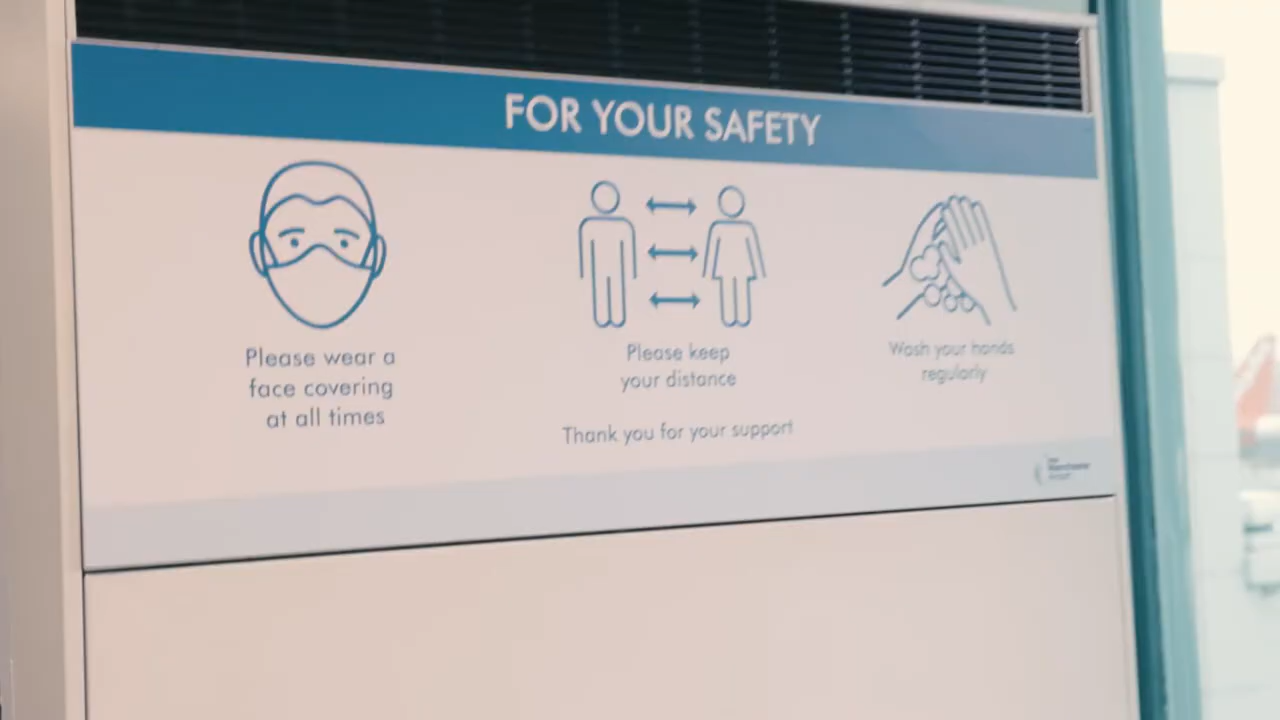 FOR YOUR SAFETY
Please wear a
face covering
at all times
Please keep
your distance
Wash your hands
regularly
Thank you for your support
Manchester